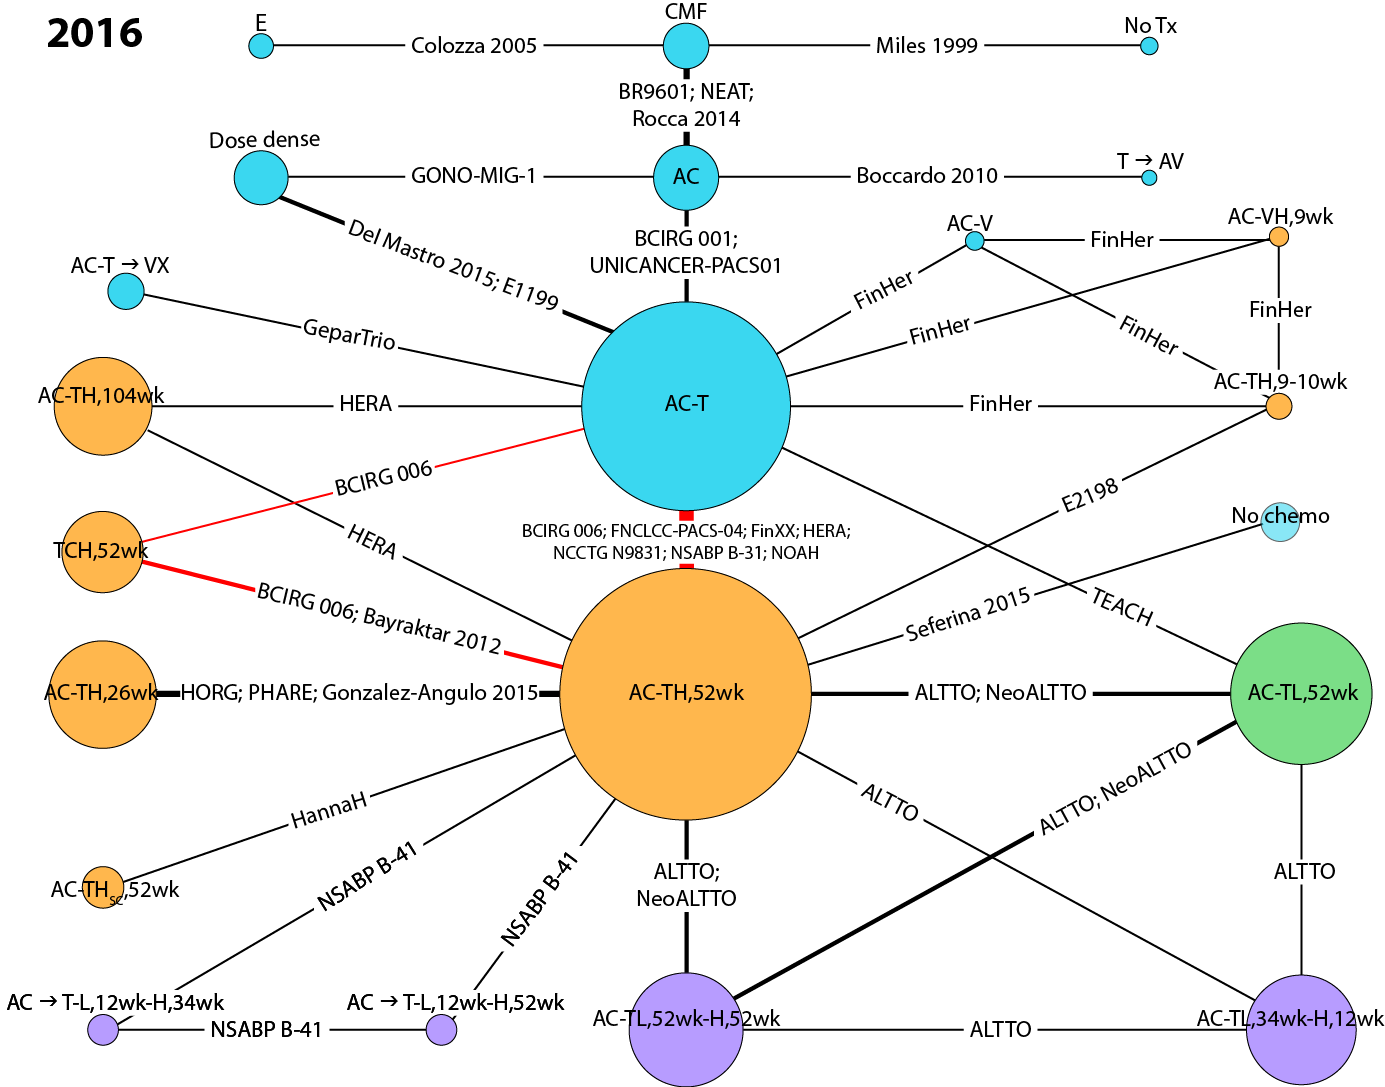 2016
E
CMF
No Tx
Colozza 2005
Miles 1999
BR9601; NEAT;
Rocca 2014
Dose dense
GONO-MIG-1
AC
Boccardo 2010
T → AV
Del Mastro 2015; E1199
BCIRG 001;
UNICANCER-PACS01
AC-V
FinHer
AC-VH,9wk
AC-T → VX
FinHer
FinHer
FinHer
FinHer
GeparTrio
AC-TH,104wk
HERA
AC-T
FinHer
AC-TH,9-10wk
BCIRG 006
E2198
TCH,52wk
HERA
BCIRG 006; FNCLCC-PACS-04; FinXX; HERA;
NCCTG N9831; NSABP B-31; NOAH
No chemo
BCIRG 006; Bayraktar 2012
Seferina 2015
TEACH
AC-TH,26wk
HORG; PHARE; Gonzalez-Angulo 2015
AC-TH,52wk
ALTTO; NeoALTTO
AC-TL,52wk
HannaH
ALTTO
ALTTO; NeoALTTO
AC-THSC,52wk
NSABP B-41
NSABP B-41
ALTTO;
NeoALTTO
ALTTO
AC → T-L,12wk-H,34wk
AC → T-L,12wk-H,52wk
NSABP B-41
AC-TL,52wk-H,52wk
ALTTO
AC-TL,34wk-H,12wk